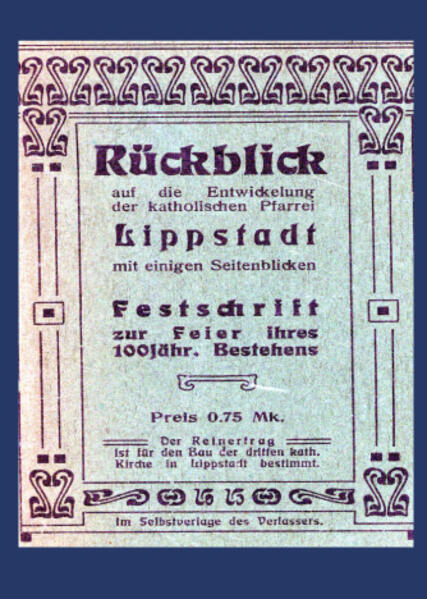 Rückblick
auf die Entwickelung
der katholischen Pfarrei
Lippstadt
mit einigen Seitenblicken
Festschrift
zur Feier ihres
100jähr. Bestehens
Preis 0.75 Mk.
Der Reinertrag
ist für den Bau der dritten kath.
Kirche in Lippstadt bestimmt.
Im Selbstverlage des Verfassers.